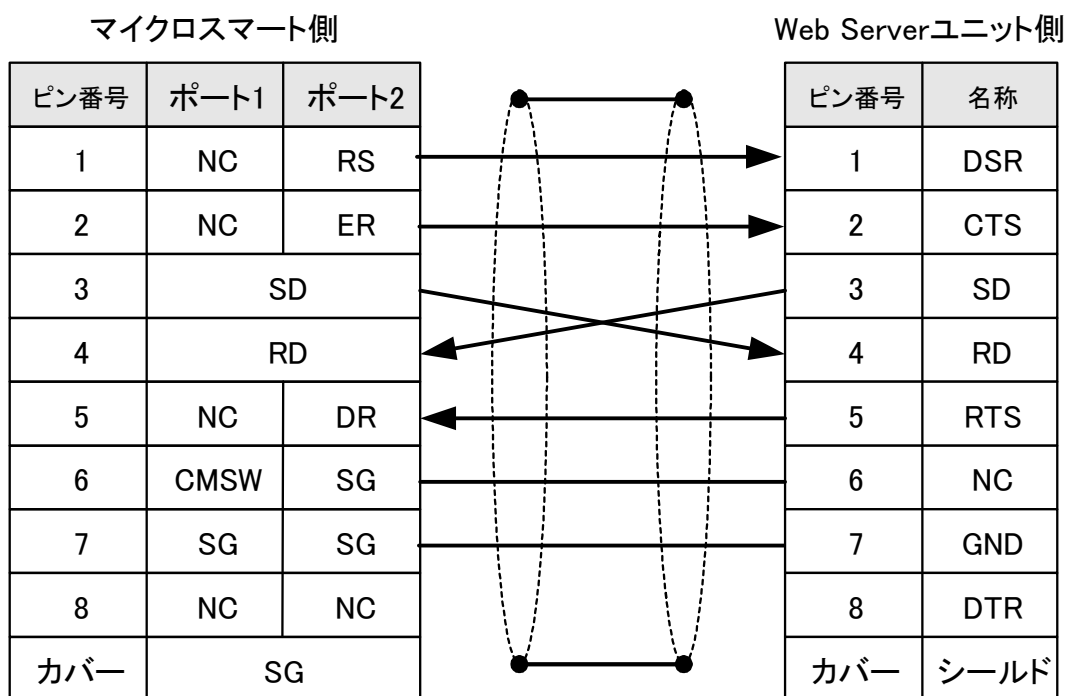 マイクロスマート側 Web Serverユニット側
ピン番号 ポート1 ポート2 ピン番号 名称
1 NC RS 1 DSR
2 NC ER 2 CTS
3 SD 3 SD
4 RD 4 RD
5 NC DR 5 RTS
6 CMSW SG 6 NC
7 SG SG 7 GND
8 NC NC 8 DTR
カバー SG カバー シールド